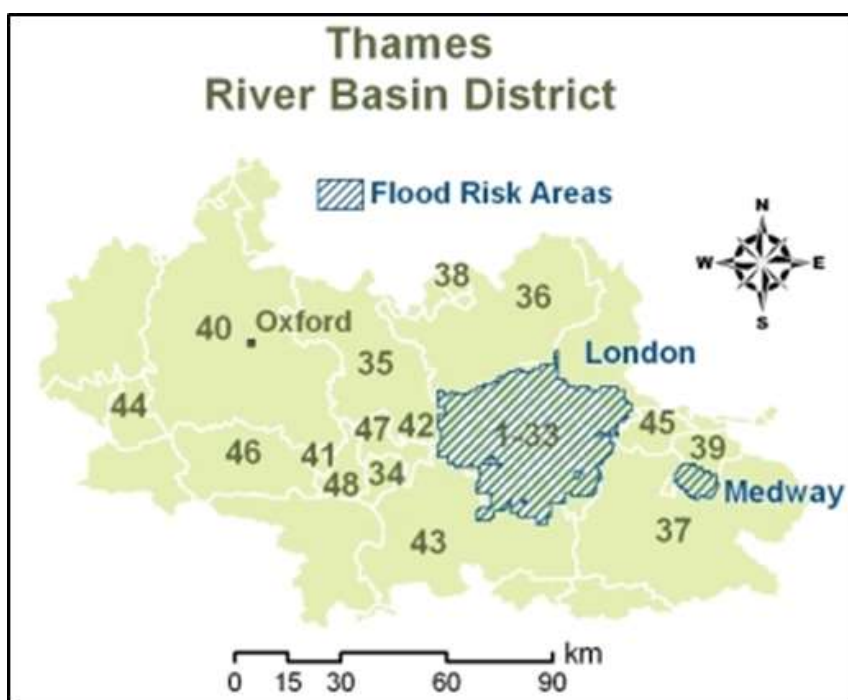 Thames
River Basin District
Flood Risk Areas
N
W E
S
38
36
40 Oxford
35
London
44
47 42 1-33 45
46 41 39
48 34 Medway
43 37
km
0 15 30 60 90